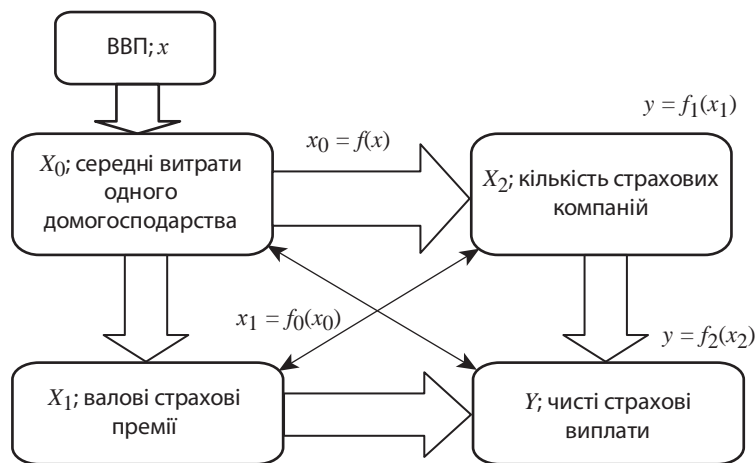 ВВП; x
y = f₁(x₁)
x₀ = f(x)
X₀; середні витрати
одного
домогосподарства
X₂; кількість страхових
компаній
x₁ = f₀(x₀)
y = f₂(x₂)
X₁; валові страхові
премії
Y; чисті страхові
виплати